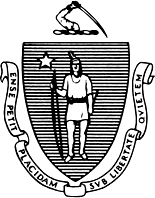 ENSE PETIT
PLACIDAM
SVB LIBERTATE
QVIETEM